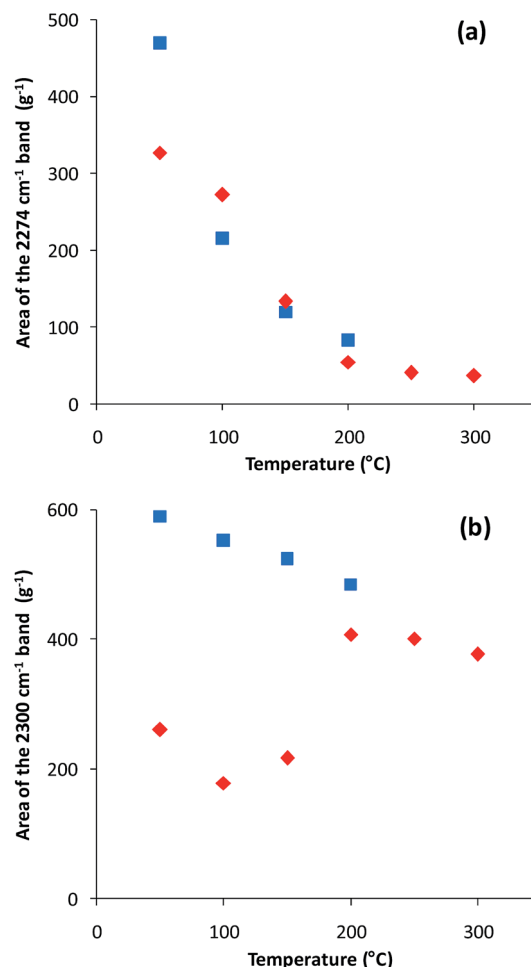 (a)
Area of the 2274 cm⁻¹ band (g⁻¹)
500
400
300
200
100
0
0 100 200 300
Temperature (°C)
(b)
Area of the 2300 cm⁻¹ band (g⁻¹)
600
400
200
0
0 100 200 300
Temperature (°C)